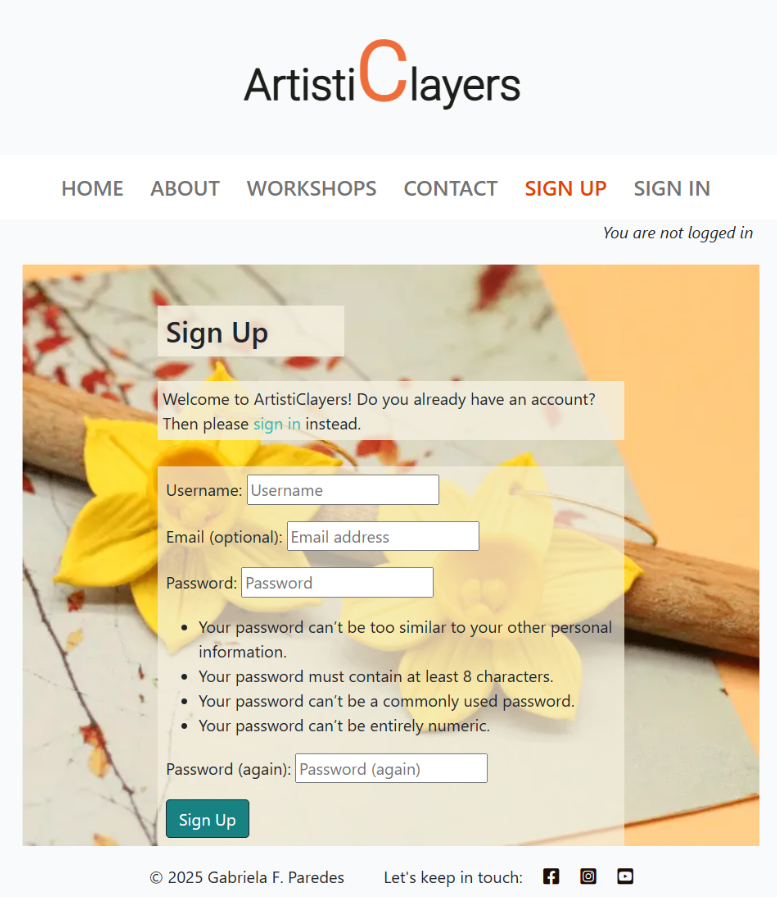 ArtistiClayers
HOME ABOUT WORKSHOPS CONTACT SIGN UP SIGN IN
You are not logged in
Sign Up
Welcome to ArtistiClayers! Do you already have an account?
Then please sign in instead.
Username: Username
Email (optional): Email address
Password: Password
• Your password can’t be too similar to your other personal
information.
• Your password must contain at least 8 characters.
• Your password can’t be a commonly used password.
• Your password can’t be entirely numeric.
Password (again): Password (again)
Sign Up
© 2025 Gabriela F. Paredes Let's keep in touch: